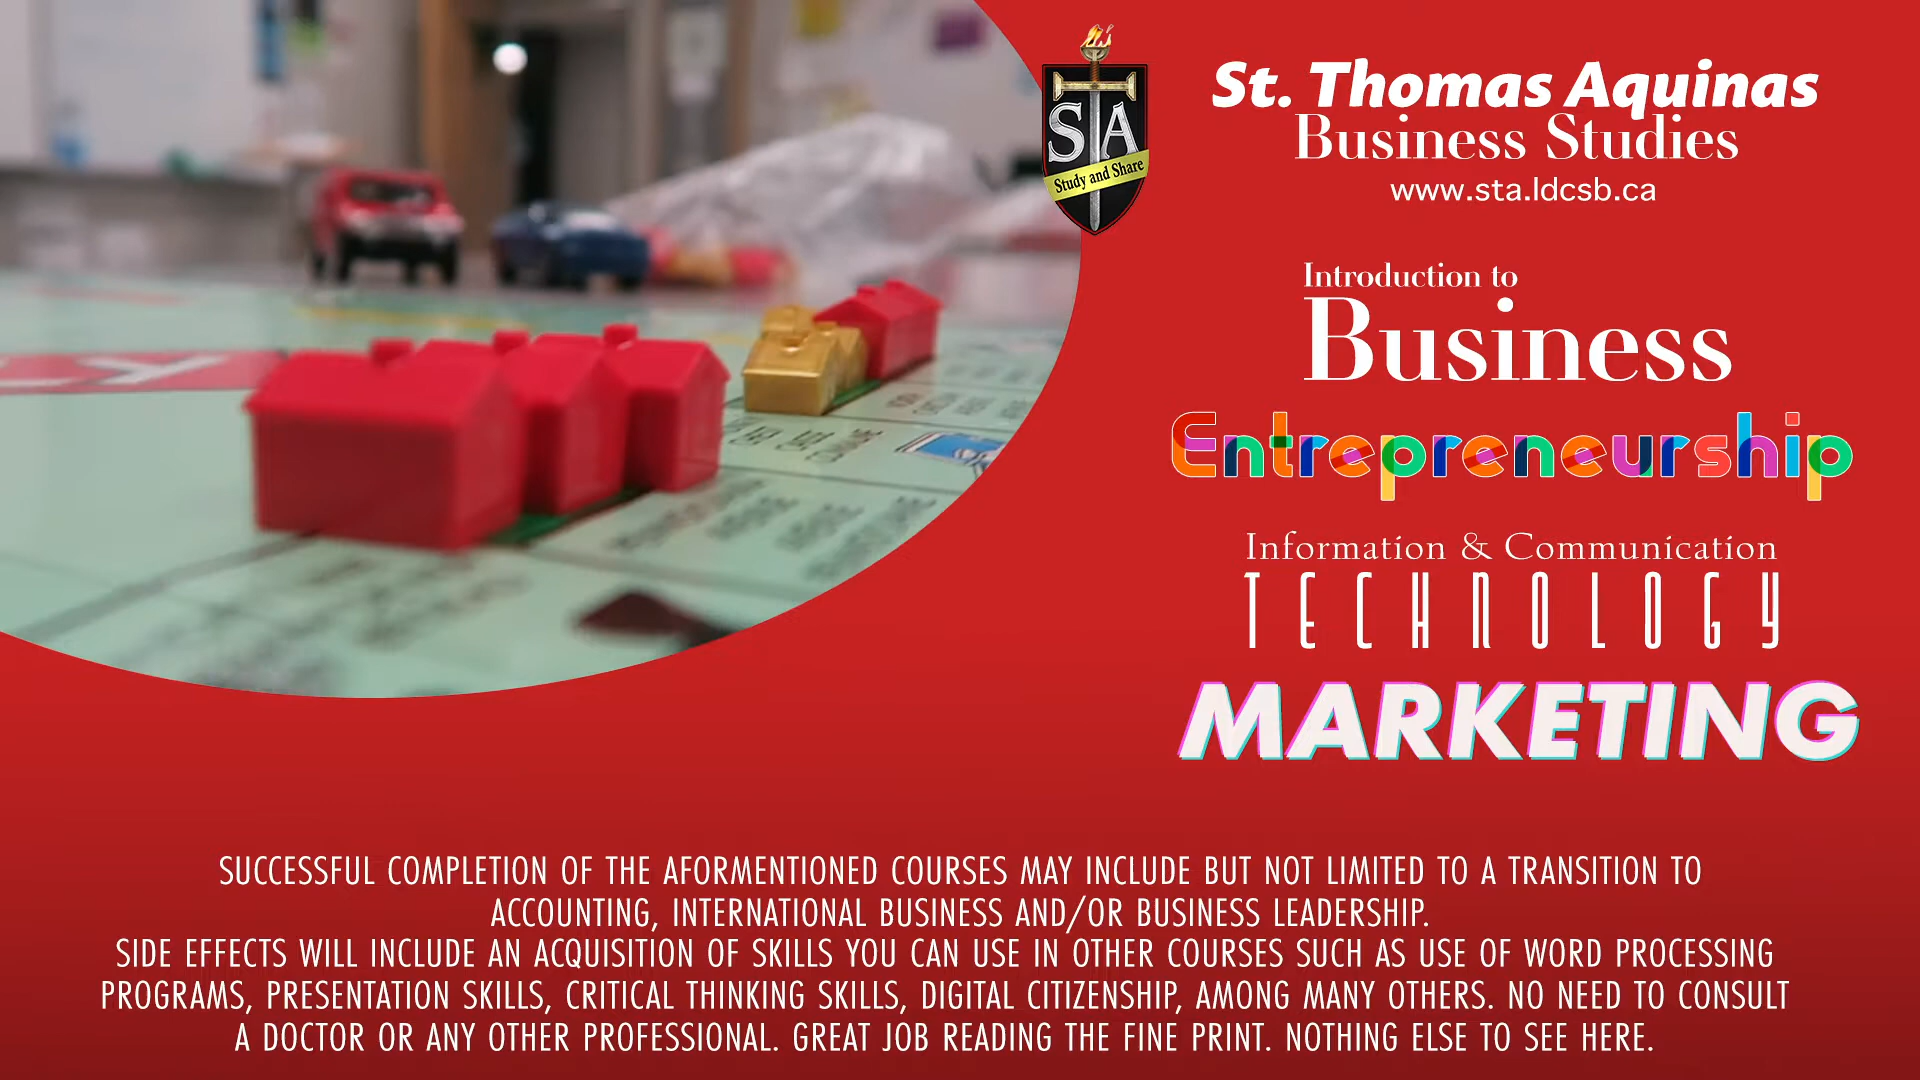 STA
Study and Share
St. Thomas Aquinas
Business Studies
www.sta.ldcsb.ca
Introduction to
Business
Entrepreneurship
Information & Communication
TECHNOLOGY
MARKETING
SUCCESSFUL COMPLETION OF THE AFORMENTIONED COURSES MAY INCLUDE BUT NOT LIMITED TO A TRANSITION TO
ACCOUNTING, INTERNATIONAL BUSINESS AND/OR BUSINESS LEADERSHIP.
SIDE EFFECTS WILL INCLUDE AN ACQUISITION OF SKILLS YOU CAN USE IN OTHER COURSES SUCH AS USE OF WORD PROCESSING
PROGRAMS, PRESENTATION SKILLS, CRITICAL THINKING SKILLS, DIGITAL CITIZENSHIP, AMONG MANY OTHERS. NO NEED TO CONSULT
A DOCTOR OR ANY OTHER PROFESSIONAL. GREAT JOB READING THE FINE PRINT. NOTHING ELSE TO SEE HERE.